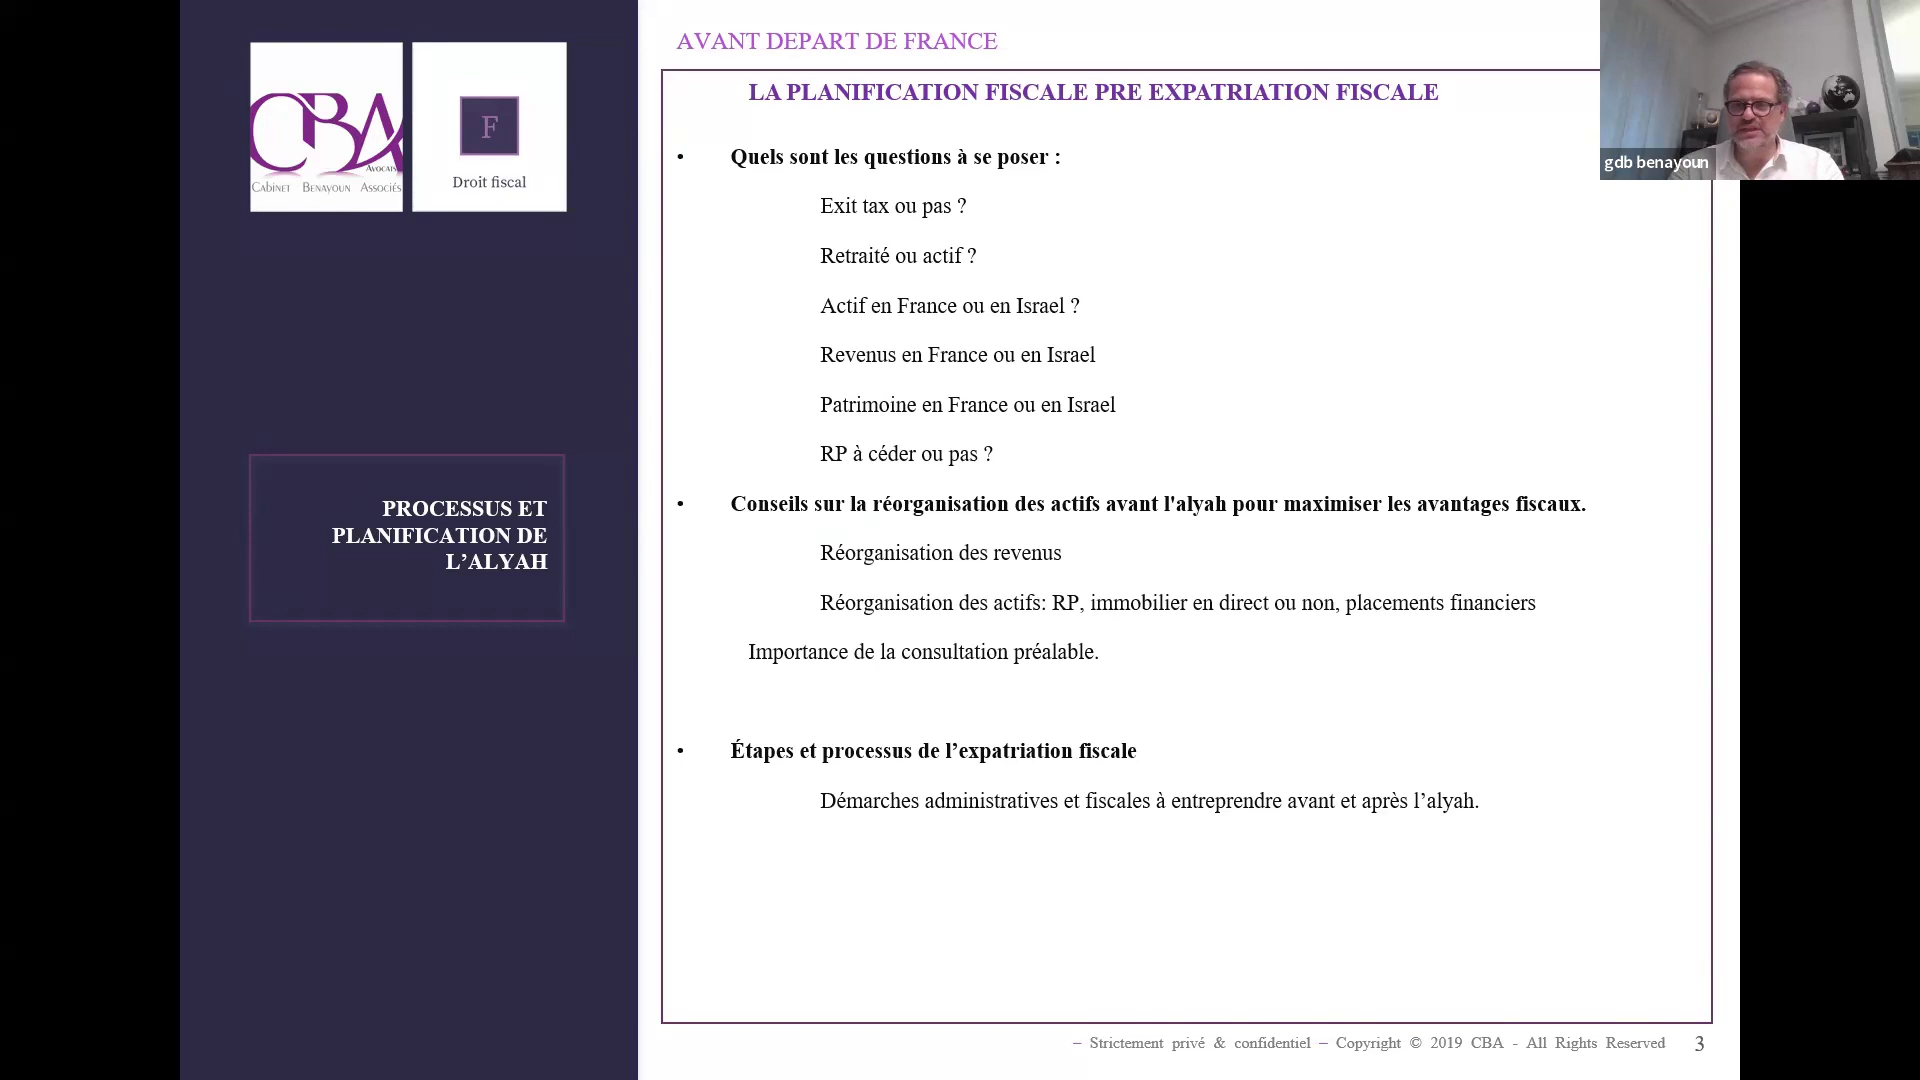 CBA
AVOCATS
CABINET BENAYOUN ASSOCIÉS
F
Droit fiscal
PROCESSUS ET
PLANIFICATION DE
L’ALYAH
AVANT DEPART DE FRANCE
LA PLANIFICATION FISCALE PRE EXPATRIATION FISCALE
• Quels sont les questions à se poser :
Exit tax ou pas ?
Retraité ou actif ?
Actif en France ou en Israel ?
Revenus en France ou en Israel
Patrimoine en France ou en Israel
RP à céder ou pas ?
• Conseils sur la réorganisation des actifs avant l'alyah pour maximiser les avantages fiscaux.
Réorganisation des revenus
Réorganisation des actifs: RP, immobilier en direct ou non, placements financiers
Importance de la consultation préalable.
• Étapes et processus de l’expatriation fiscale
Démarches administratives et fiscales à entreprendre avant et après l’alyah.
– Strictement privé & confidentiel – Copyright © 2019 CBA - All Rights Reserved 3
gdb benayoun